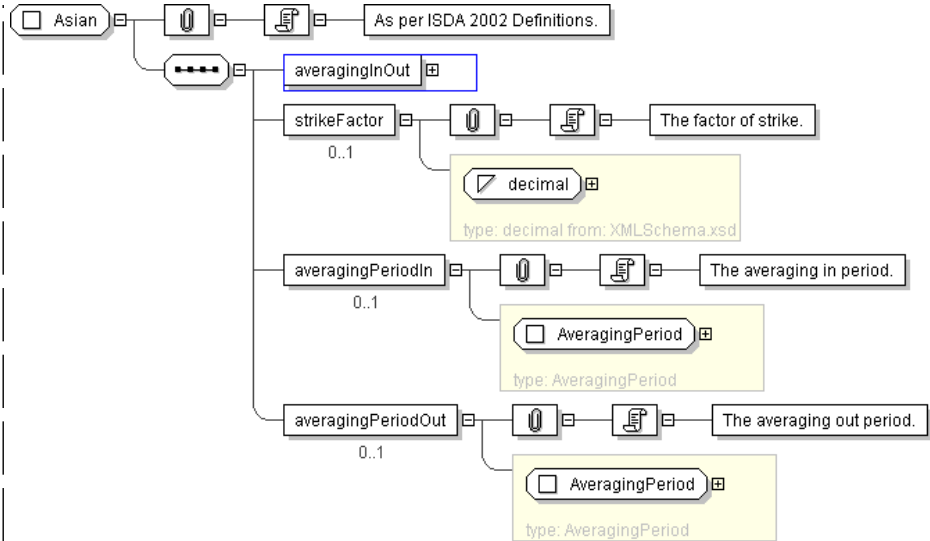 Asian
As per ISDA 2002 Definitions.
averagingInOut
strikeFactor
The factor of strike.
0..1
decimal
type: decimal from: XMLSchema.xsd
averagingPeriodIn
The averaging in period.
0..1
AveragingPeriod
type: AveragingPeriod
averagingPeriodOut
The averaging out period.
0..1
AveragingPeriod
type: AveragingPeriod